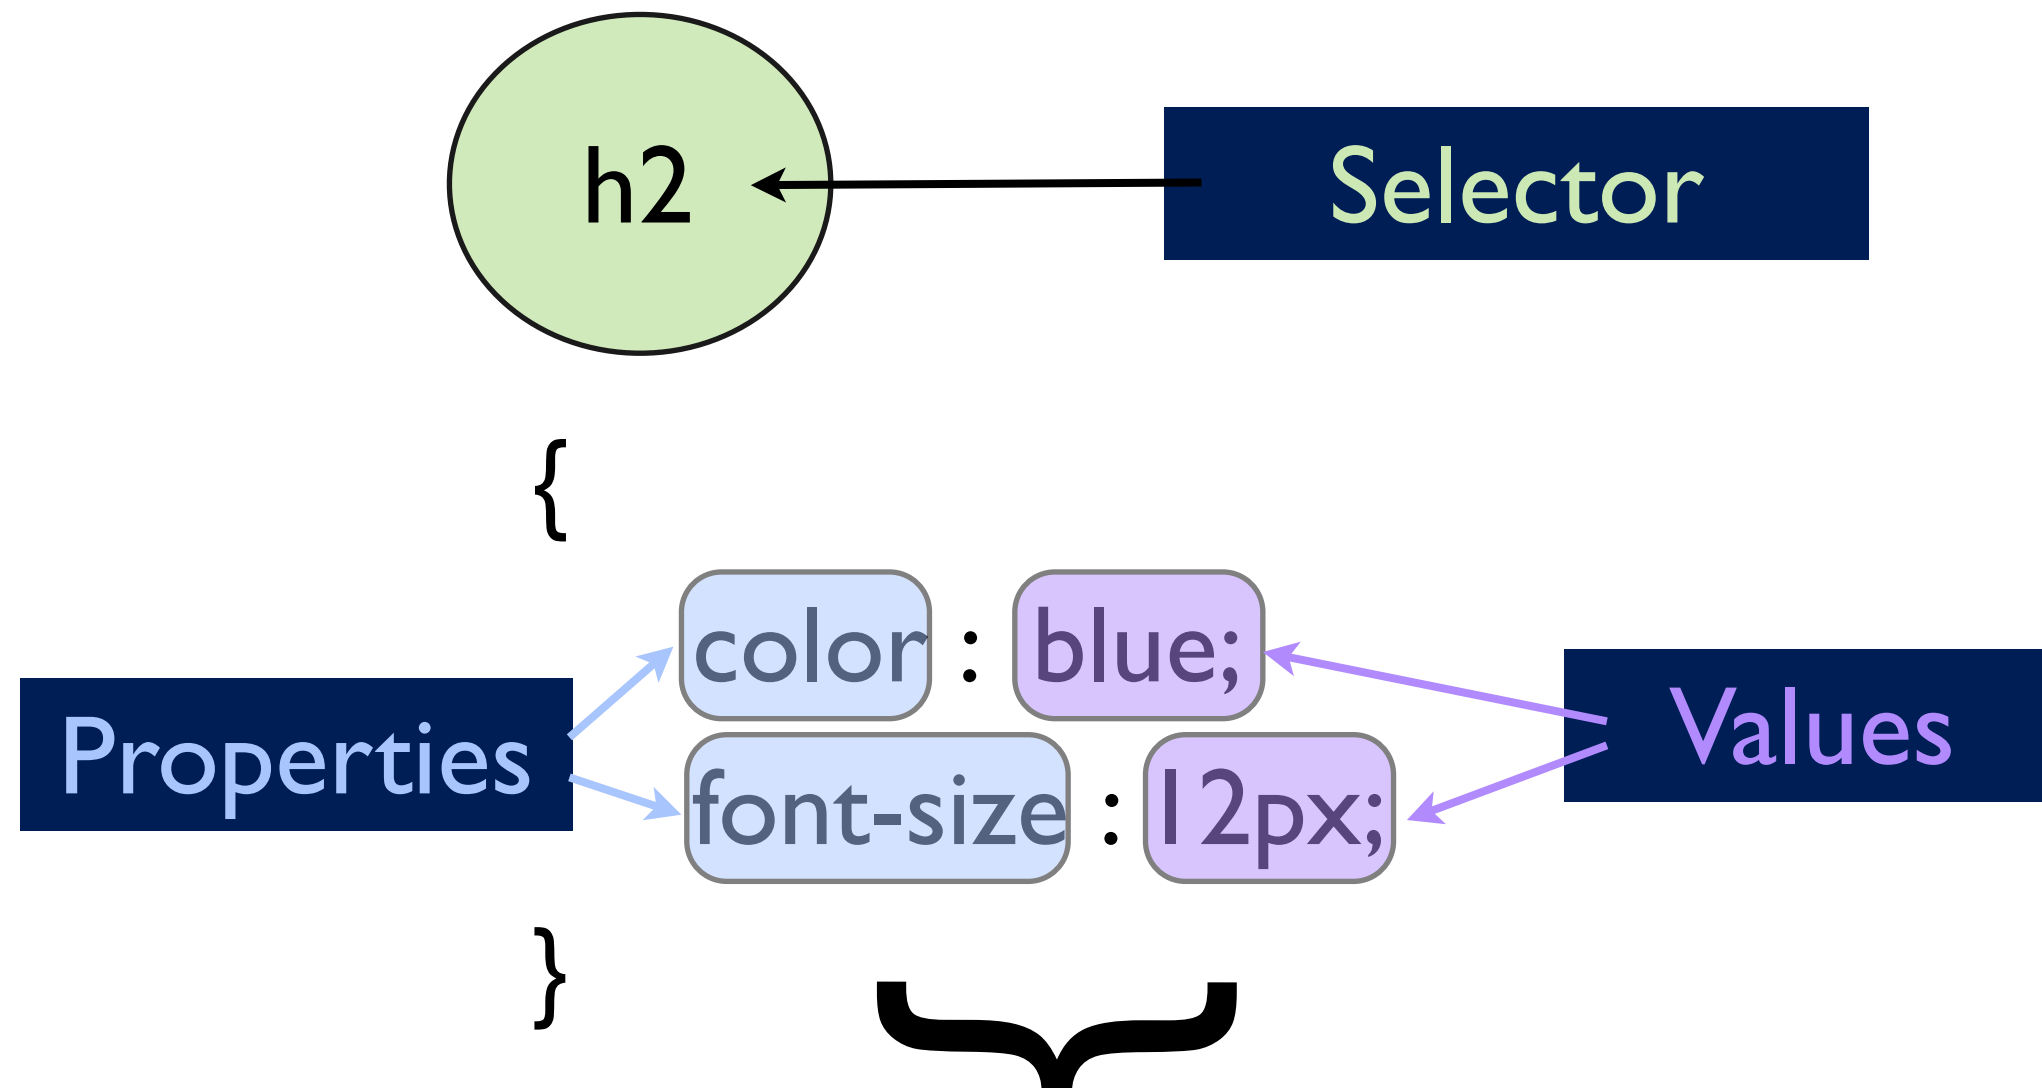 h2
Selector
{
color : blue;
Properties
Values
font-size : 12px;
}